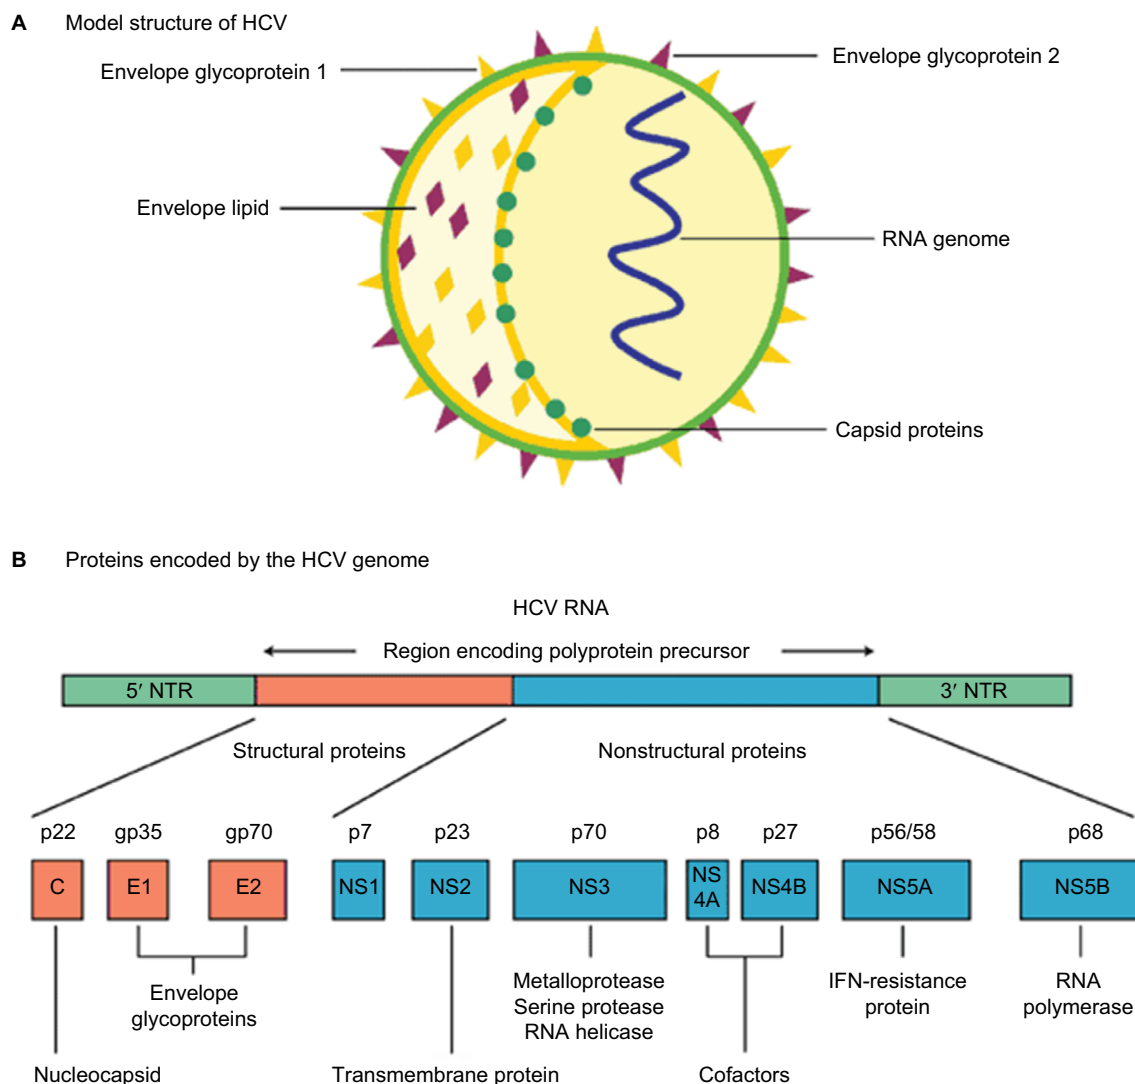 A Model structure of HCV
Envelope glycoprotein 1
Envelope glycoprotein 2
Envelope lipid
RNA genome
Capsid proteins
B Proteins encoded by the HCV genome
HCV RNA
Region encoding polyprotein precursor
5′ NTR
3′ NTR
Structural proteins
Nonstructural proteins
p22 gp35 gp70 p7 p23 p70 p8 p27 p56/58 p68
C E1 E2 NS1 NS2 NS3 NS 4A NS4B NS5A NS5B
Envelope
glycoproteins
Metalloprotease
Serine protease
RNA helicase
IFN-resistance
protein
RNA
polymerase
Nucleocapsid
Transmembrane protein
Cofactors